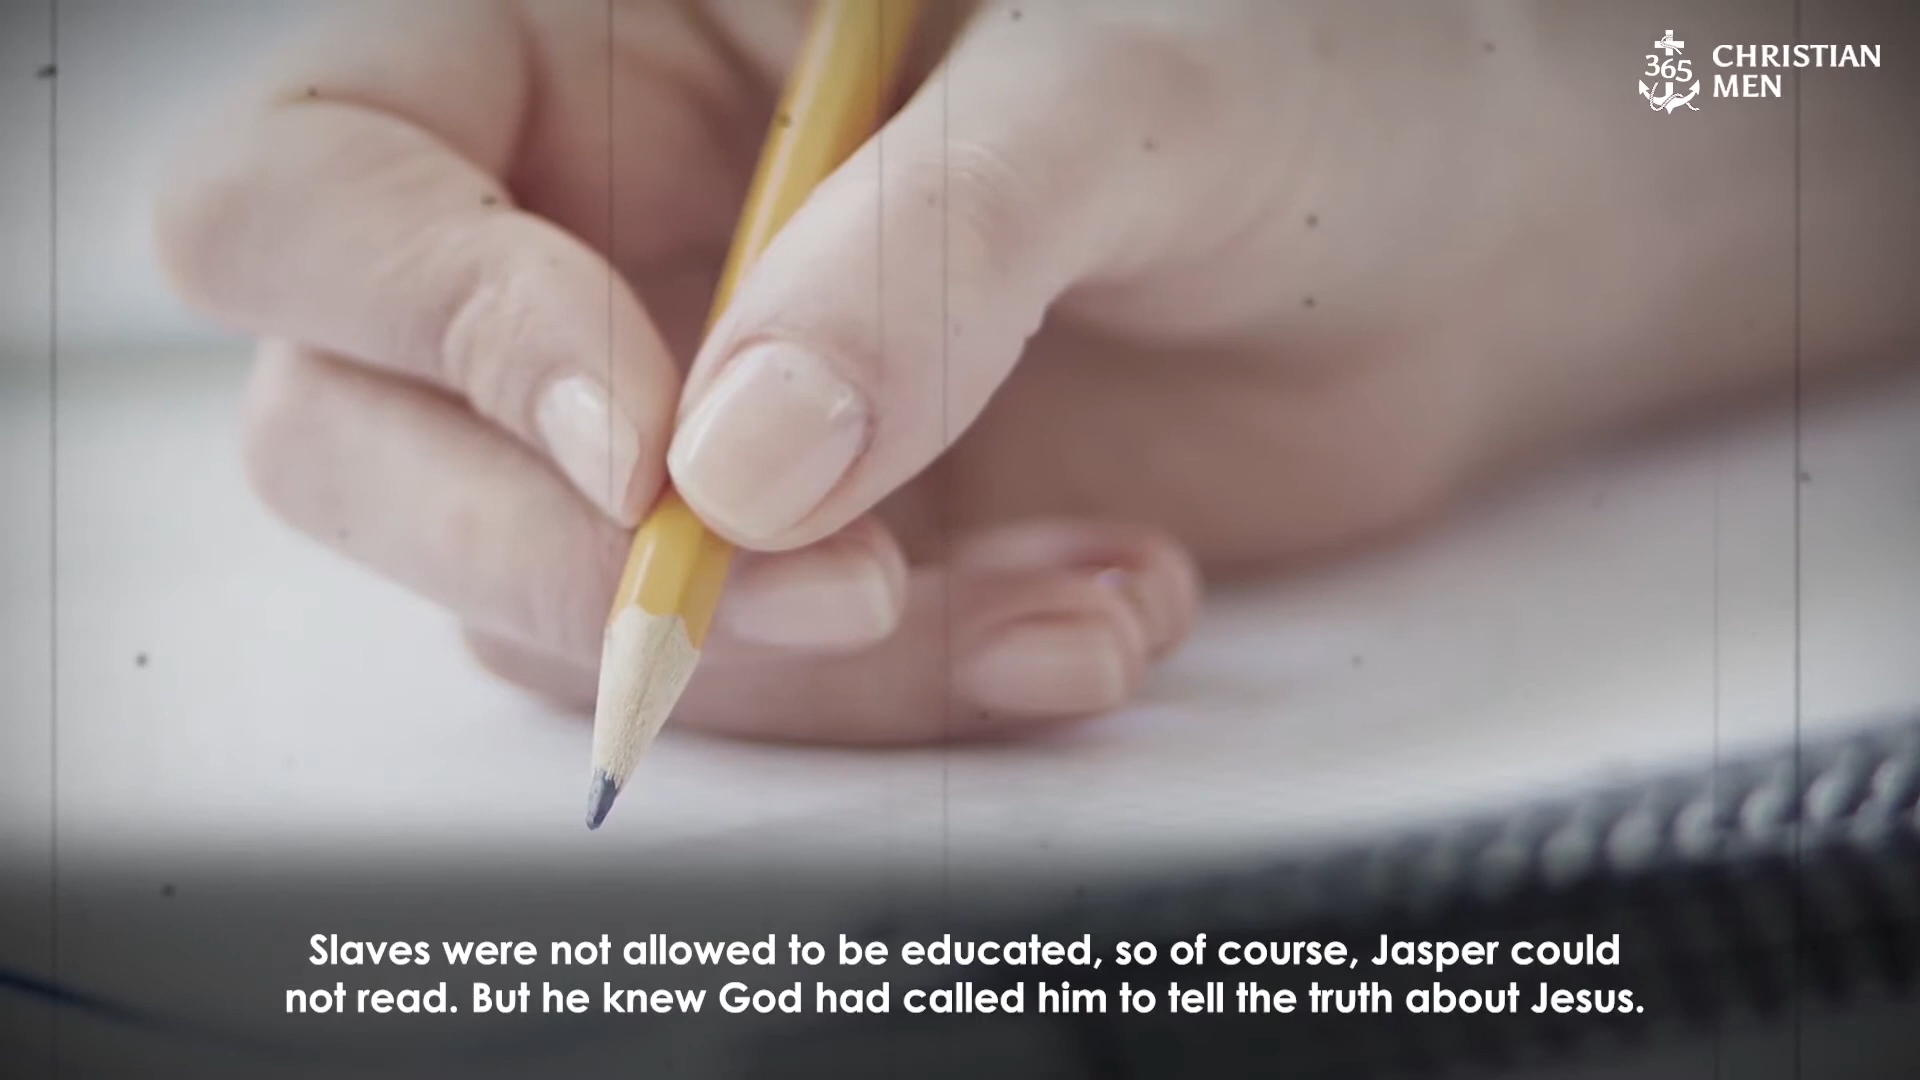 365
CHRISTIAN
MEN
Slaves were not allowed to be educated, so of course, Jasper could
not read. But he knew God had called him to tell the truth about Jesus.